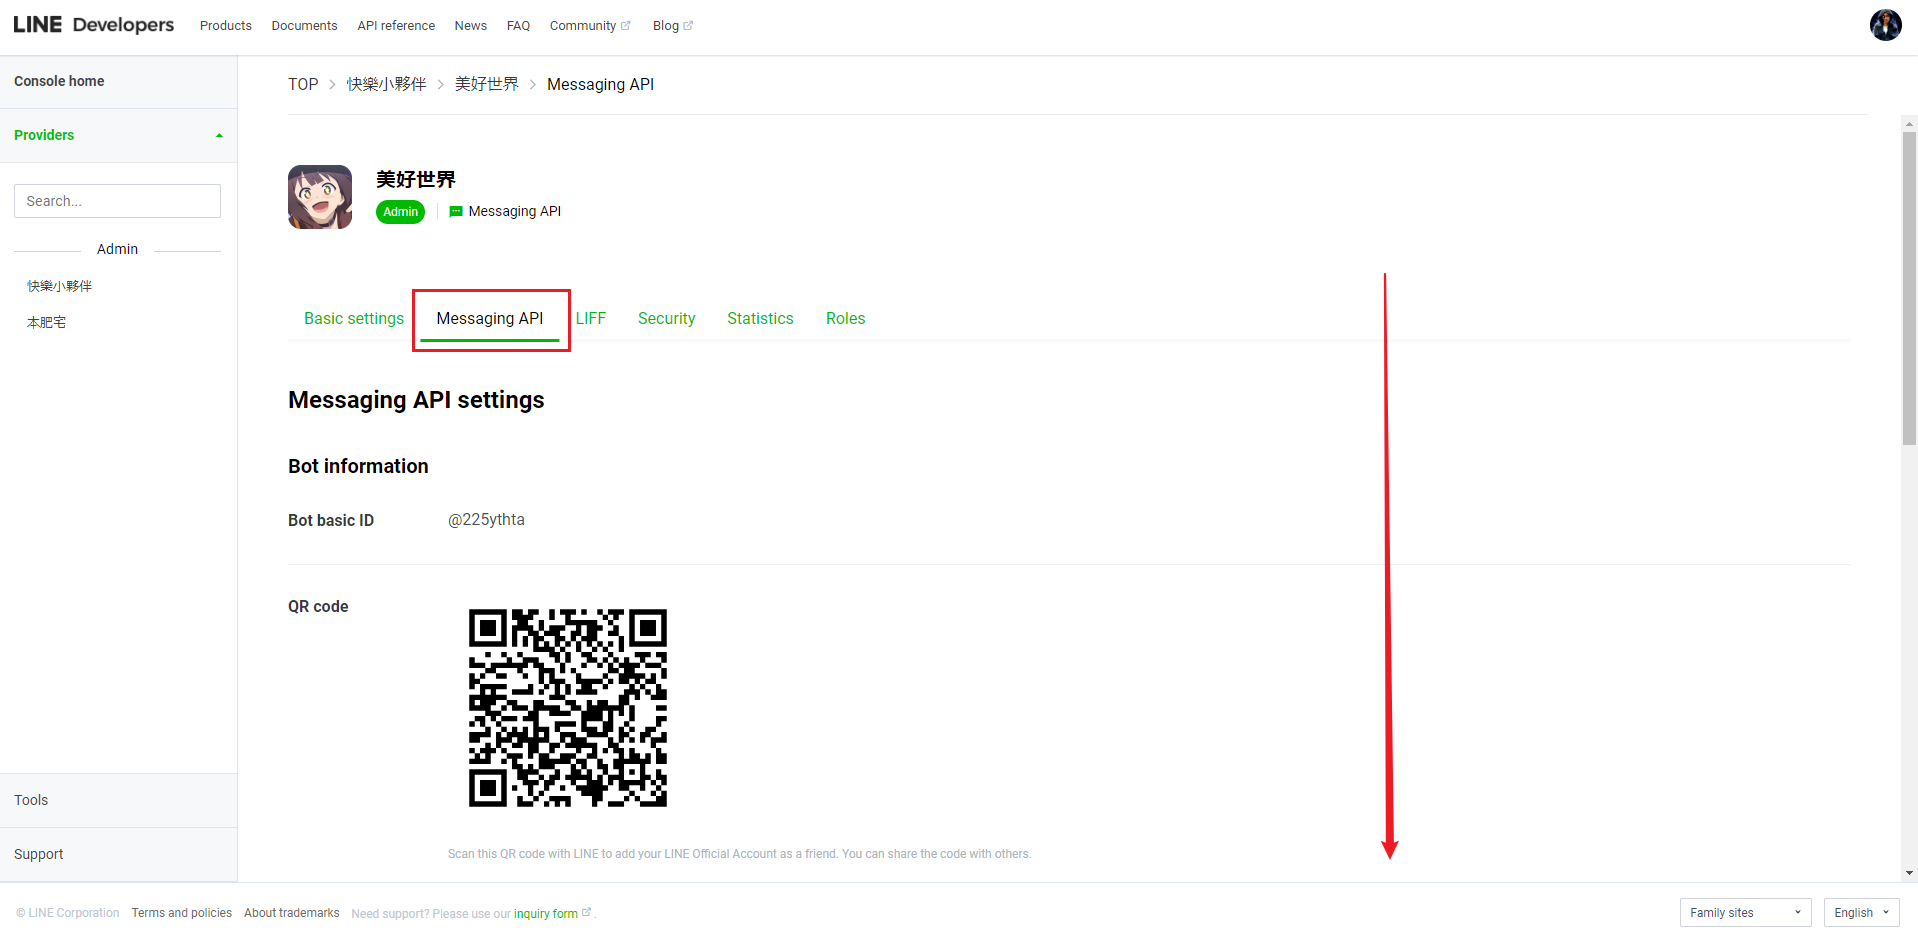 LINE Developers Products Documents API reference News FAQ Community Blog
Console home
Providers
Search...
Admin
快樂小夥伴
本肥宅
Tools
Support
TOP > 快樂小夥伴 > 美好世界 > Messaging API
美好世界
Admin Messaging API
Basic settings Messaging API LIFF Security Statistics Roles
Messaging API settings
Bot information
Bot basic ID @225ythta
QR code
Scan this QR code with LINE to add your LINE Official Account as a friend. You can share the code with others.
© LINE Corporation Terms and policies About trademarks Need support? Please use our inquiry form .
Family sites English